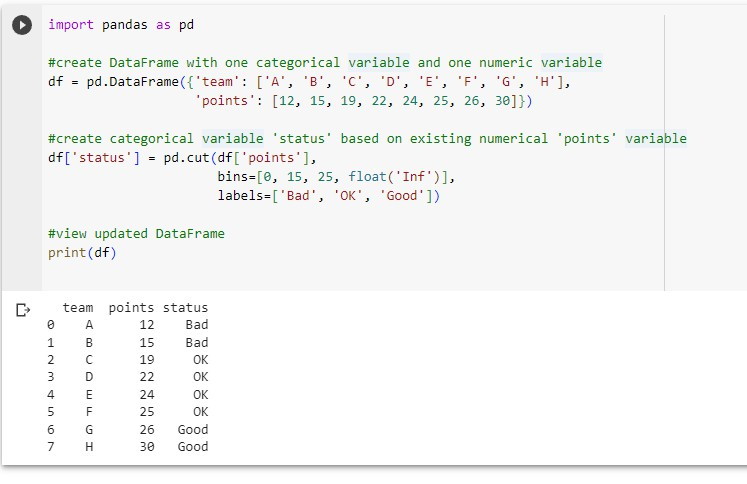 import pandas as pd
#create DataFrame with one categorical variable and one numeric variable
df = pd.DataFrame({'team': ['A', 'B', 'C', 'D', 'E', 'F', 'G', 'H'],
'points': [12, 15, 19, 22, 24, 25, 26, 30]})
#create categorical variable 'status' based on existing numerical 'points' variable
df['status'] = pd.cut(df['points'],
bins=[0, 15, 25, float('Inf')],
labels=['Bad', 'OK', 'Good'])
#view updated DataFrame
print(df)
team points status
0 A 12 Bad
1 B 15 Bad
2 C 19 OK
3 D 22 OK
4 E 24 OK
5 F 25 OK
6 G 26 Good
7 H 30 Good